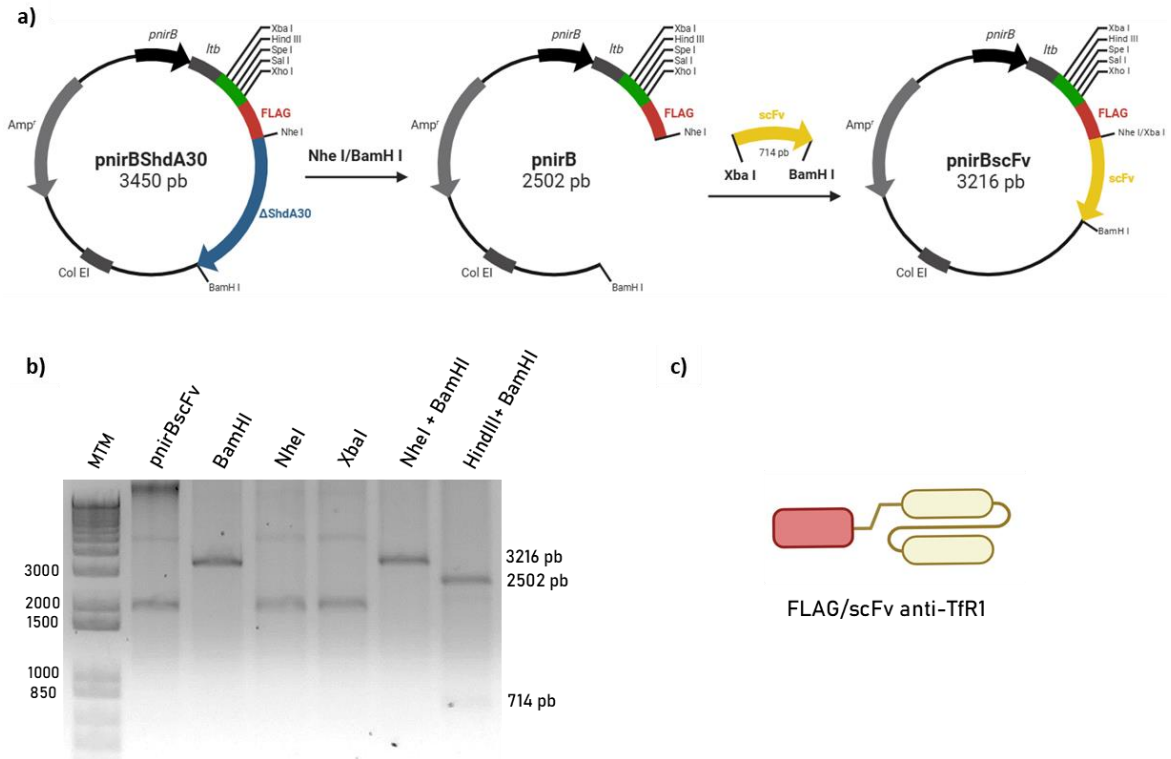 a)
pnirB
ltb
Xba I
Hind III
Spe I
Sal I
Xho I
FLAG
Nhe I
Ampʳ
pnirBShdA30
3450 pb
ΔShdA30
Col EI
BamH I
Nhe I/BamH I
pnirB
ltb
Xba I
Hind III
Spe I
Sal I
Xho I
FLAG
Nhe I
Ampʳ
pnirB
2502 pb
Col EI
BamH I
scFv
714 pb
Xba I
BamH I
pnirB
ltb
Xba I
Hind III
Spe I
Sal I
Xho I
FLAG
Nhe I/Xba I
Ampʳ
pnirBscFv
3216 pb
scFv
BamH I
Col EI
b)
MTM
pnirBscFv
BamHI
NheI
XbaI
NheI + BamHI
HindIII+ BamHI
3000
2000
1500
1000
850
3216 pb
2502 pb
714 pb
c)
FLAG/scFv anti-TfR1